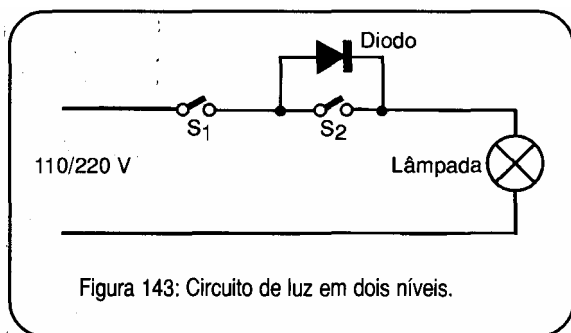 Diodo
S1
S2
110/220 V
Lâmpada
Figura 143: Circuito de luz em dois níveis.